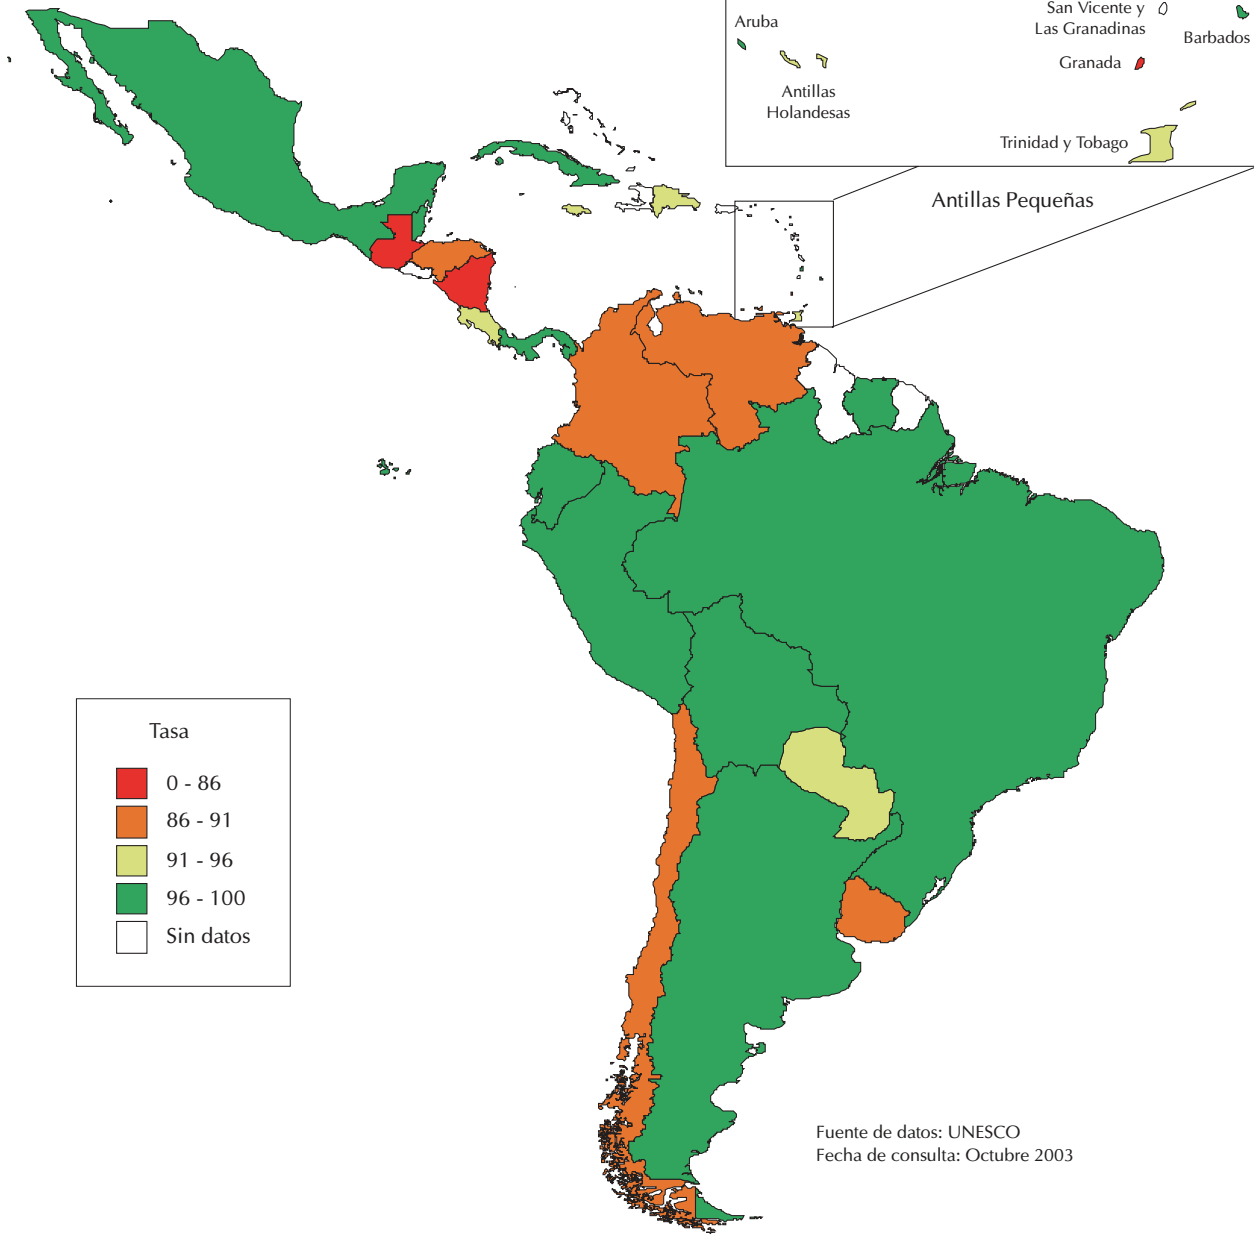 Aruba
San Vicente y
Las Granadinas
Barbados
Granada
Antillas
Holandesas
Trinidad y Tobago
Antillas Pequeñas
Tasa
0 - 86
86 - 91
91 - 96
96 - 100
Sin datos
Fuente de datos: UNESCO
Fecha de consulta: Octubre 2003